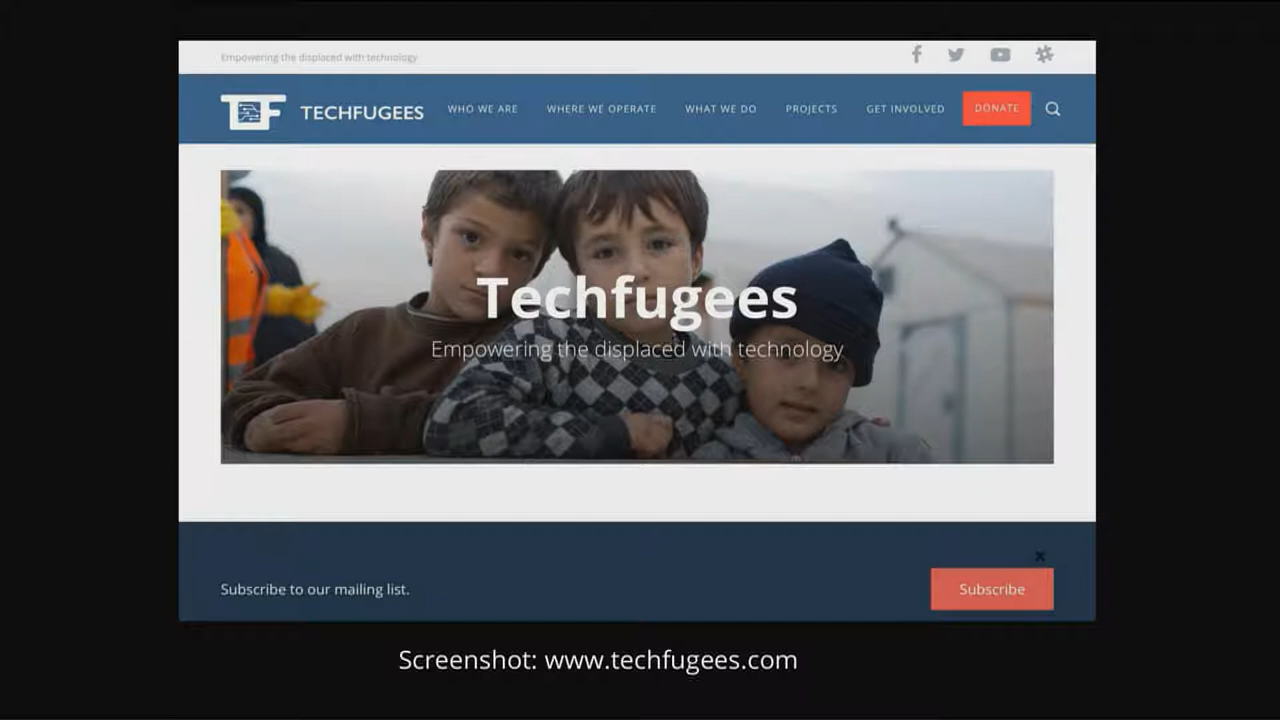 Empowering the displaced with technology
TECHFUGEES WHO WE ARE WHERE WE OPERATE WHAT WE DO PROJECTS GET INVOLVED DONATE
Techfugees
Empowering the displaced with technology
Subscribe to our mailing list. Subscribe
Screenshot: www.techfugees.com